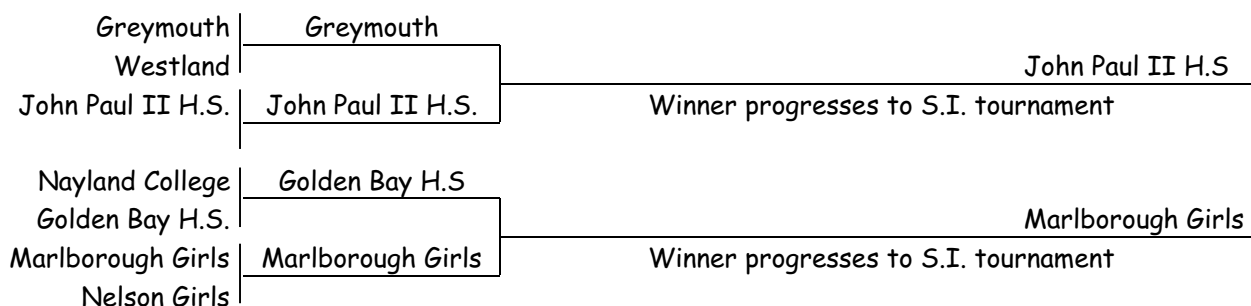 Greymouth Greymouth
Westland John Paul II H.S
John Paul II H.S. John Paul II H.S. Winner progresses to S.I. tournament
Nayland College Golden Bay H.S
Golden Bay H.S. Marlborough Girls
Marlborough Girls Marlborough Girls Winner progresses to S.I. tournament
Nelson Girls